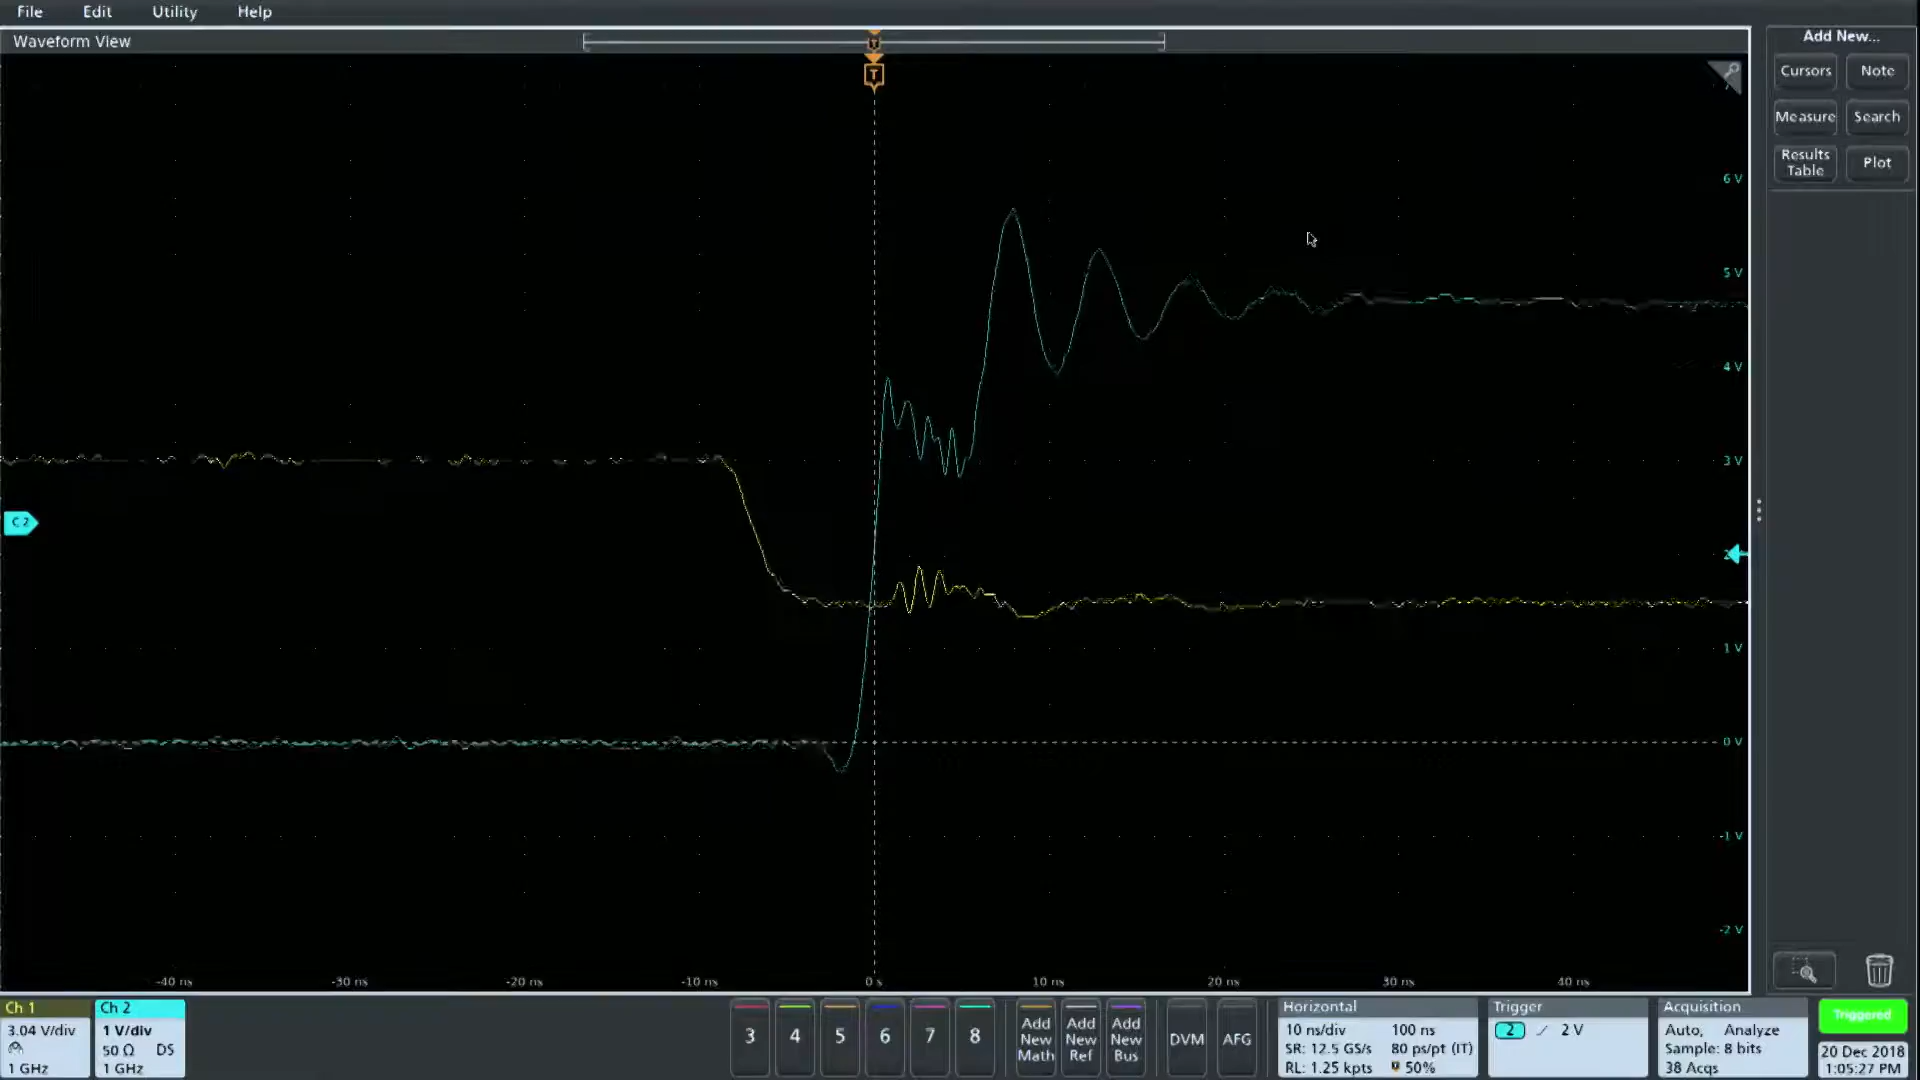 File Edit Utility Help
Waveform View
T
T
Add New...
Cursors Note
Measure Search
Results Table Plot
6 V
5 V
4 V
3 V
C 2
1 V
0 V
-1 V
-2 V
-40 ns -30 ns -20 ns -10 ns 0 s 10 ns 20 ns 30 ns 40 ns
Ch 1
3.04 V/div
1 GHz
Ch 2
1 V/div
50 Ω DS
1 GHz
3 4 5 6 7 8
Add New Math
Add New Ref
Add New Bus
DVM AFG
Horizontal
10 ns/div 100 ns
SR: 12.5 GS/s 80 ps/pt (IT)
RL: 1.25 kpts 50%
Trigger
2 2 V
Acquisition
Auto, Analyze
Sample: 8 bits
38 Acqs
Triggered
20 Dec 2018
1:05:27 PM